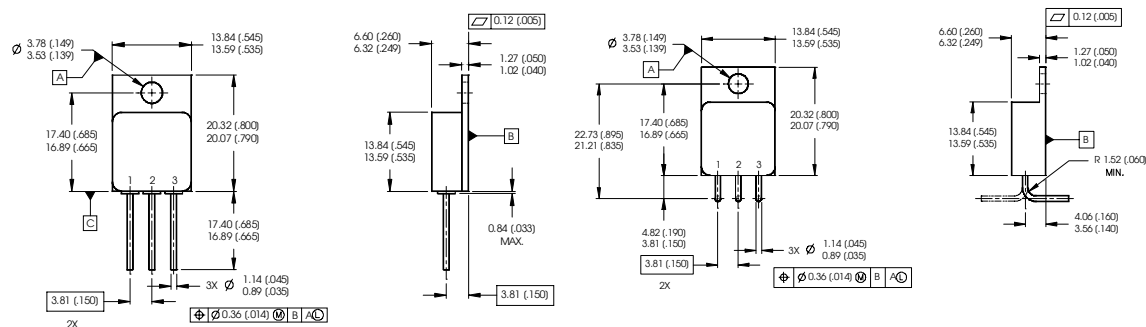 Ø 3.78 (.149)
3.53 (.139)
A
13.84 (.545)
13.59 (.535)
17.40 (.685)
16.89 (.665)
20.32 (.800)
20.07 (.790)
1 2 3
C
17.40 (.685)
16.89 (.665)
3X Ø 1.14 (.045)
0.89 (.035)
3.81 (.150)
2X
⌖ Ø 0.36 (.014) Ⓜ B A Ⓛ
⏥ 0.12 (.005)
6.60 (.260)
6.32 (.249)
1.27 (.050)
1.02 (.040)
13.84 (.545)
13.59 (.535)
B
0.84 (.033)
MAX.
3.81 (.150)
Ø 3.78 (.149)
3.53 (.139)
A
13.84 (.545)
13.59 (.535)
22.73 (.895)
21.21 (.835)
17.40 (.685)
16.89 (.665)
20.32 (.800)
20.07 (.790)
1 2 3
4.82 (.190)
3.81 (.150)
3X Ø 1.14 (.045)
0.89 (.035)
3.81 (.150)
2X
⌖ Ø 0.36 (.014) Ⓜ B A Ⓛ
⏥ 0.12 (.005)
6.60 (.260)
6.32 (.249)
1.27 (.050)
1.02 (.040)
13.84 (.545)
13.59 (.535)
B
R 1.52 (.060)
MIN.
4.06 (.160)
3.56 (.140)